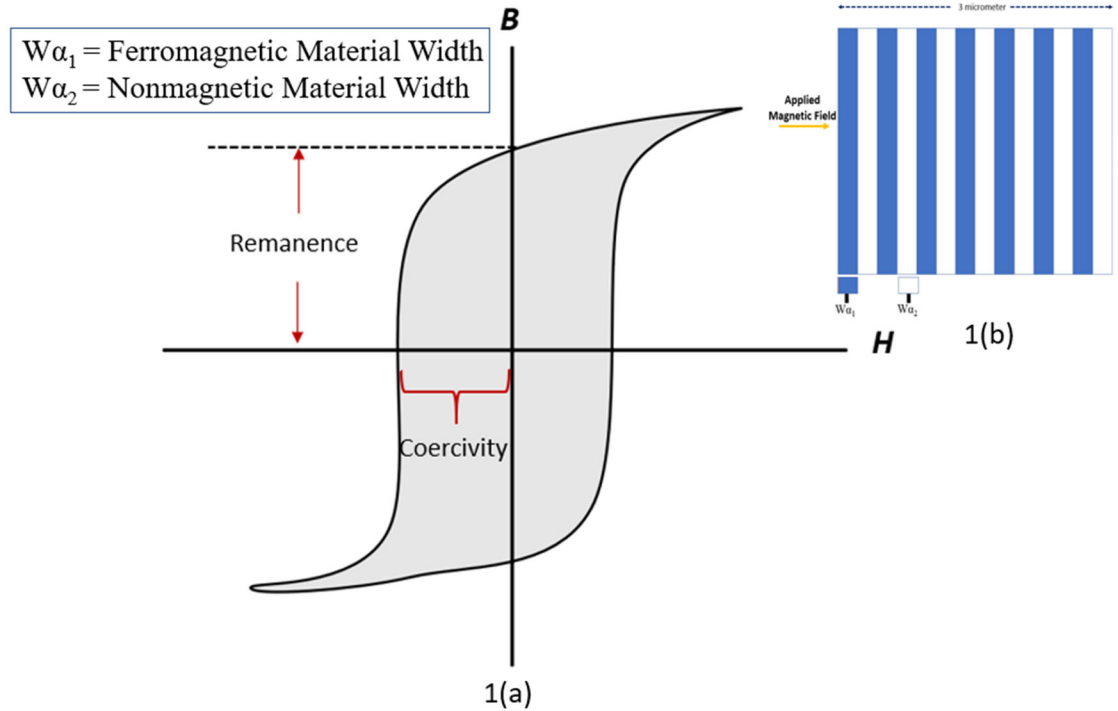 B
Wα₁ = Ferromagnetic Material Width
Wα₂ = Nonmagnetic Material Width
3 micrometer
Applied
Magnetic Field
Remanence
Wα₁
Wα₂
H
1(b)
Coercivity
1(a)